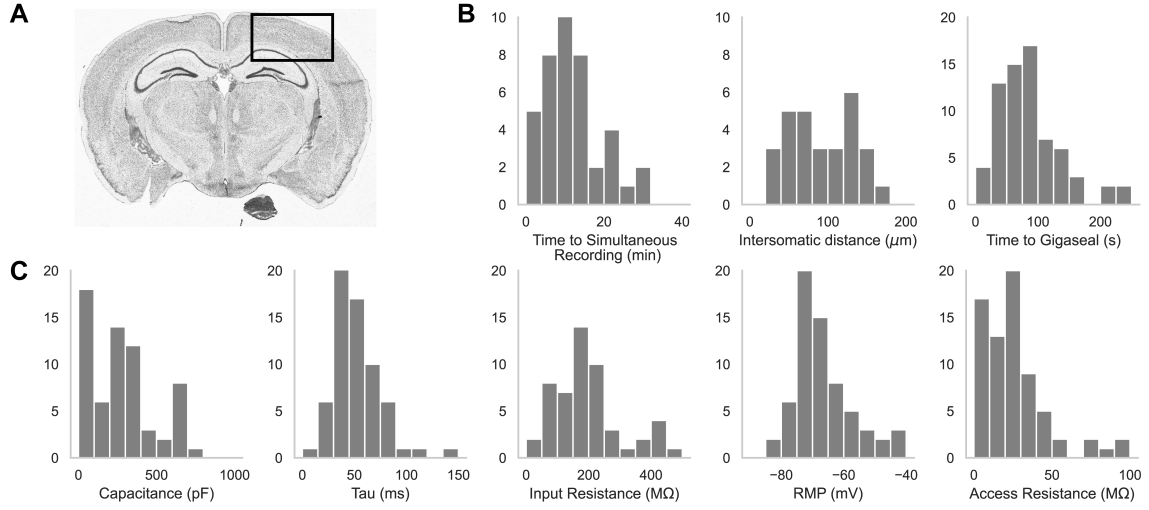 A
B
10
8
6
4
2
0
0 20 40
Time to Simultaneous
Recording (min)
10
8
6
4
2
0
0 100 200
Intersomatic distance (µm)
20
15
10
5
0
0 100 200
Time to Gigaseal (s)
C
20
15
10
5
0
0 500 1000
Capacitance (pF)
20
15
10
5
0
0 50 100 150
Tau (ms)
20
15
10
5
0
0 200 400
Input Resistance (MΩ)
20
15
10
5
0
−80 −60 −40
RMP (mV)
20
15
10
5
0
0 50 100
Access Resistance (MΩ)